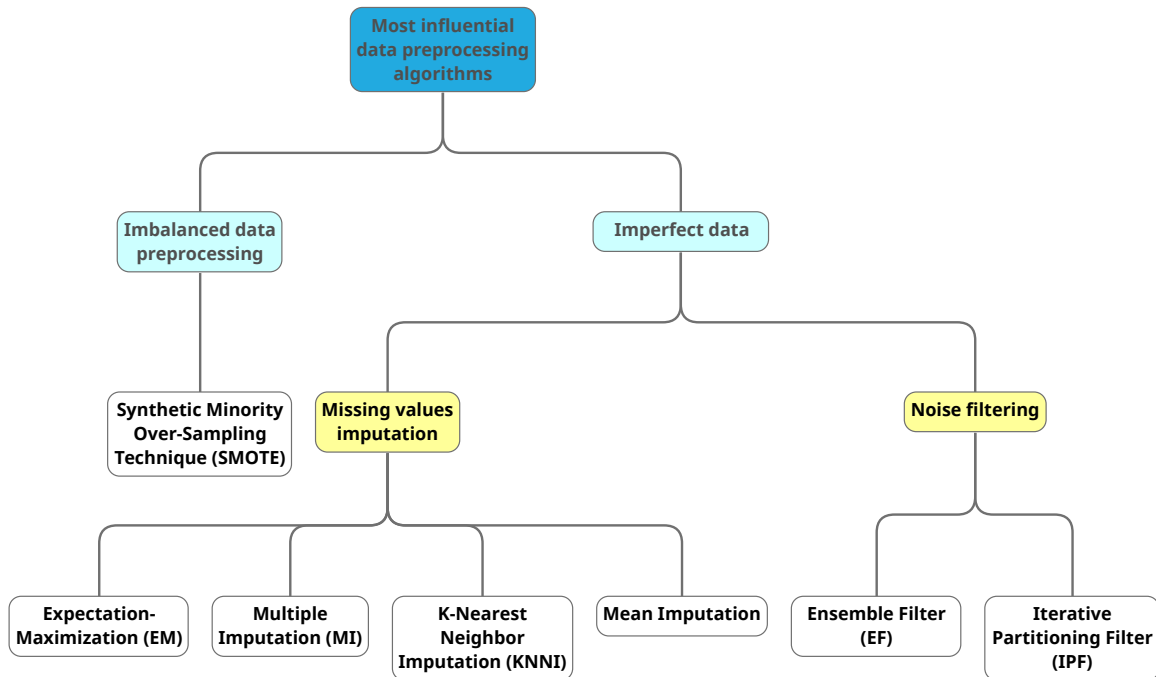 Most influential
data preprocessing
algorithms
Imbalanced data
preprocessing
Imperfect data
Synthetic Minority
Over-Sampling
Technique (SMOTE)
Missing values
imputation
Noise filtering
Expectation-
Maximization (EM)
Multiple
Imputation (MI)
K-Nearest
Neighbor
Imputation (KNNI)
Mean Imputation
Ensemble Filter
(EF)
Iterative
Partitioning Filter
(IPF)